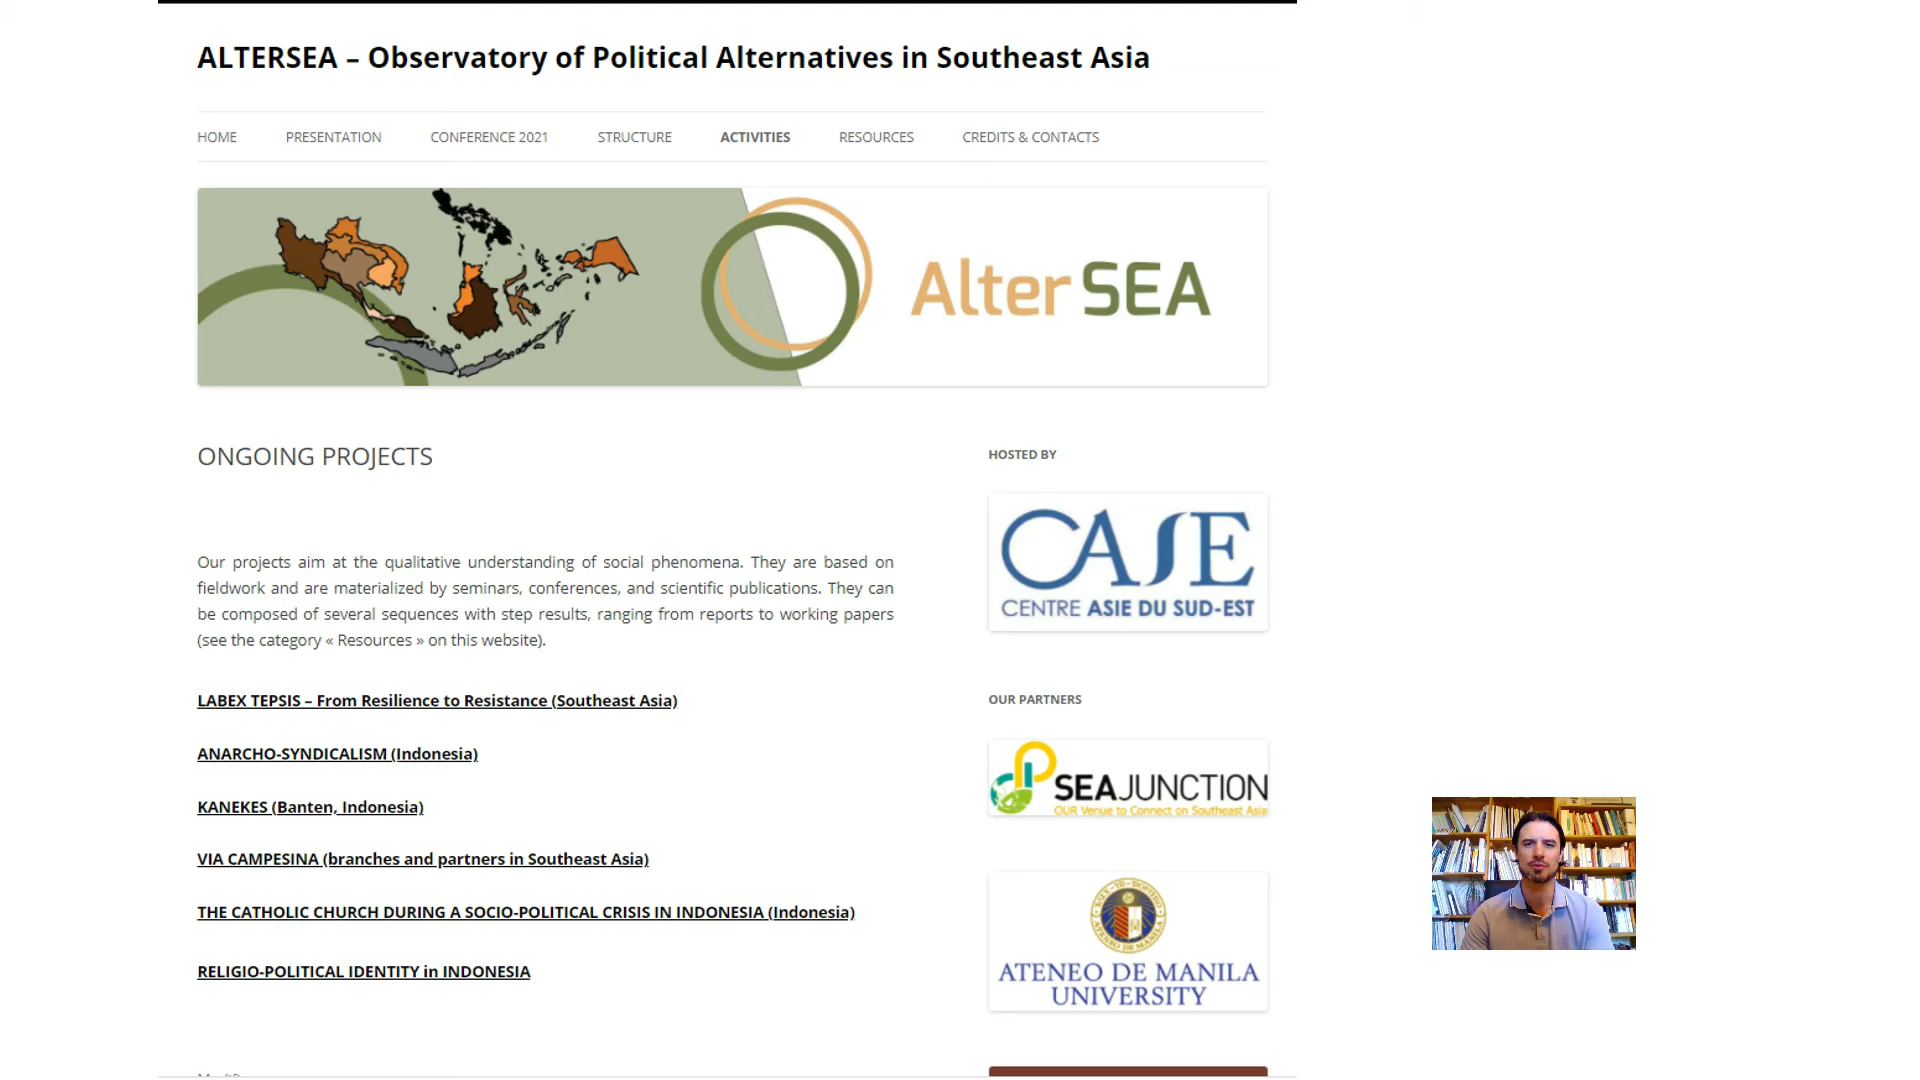 ALTERSEA – Observatory of Political Alternatives in Southeast Asia
HOME PRESENTATION CONFERENCE 2021 STRUCTURE ACTIVITIES RESOURCES CREDITS & CONTACTS
Alter SEA
ONGOING PROJECTS
Our projects aim at the qualitative understanding of social phenomena. They are based on
fieldwork and are materialized by seminars, conferences, and scientific publications. They can
be composed of several sequences with step results, ranging from reports to working papers
(see the category « Resources » on this website).
LABEX TEPSIS – From Resilience to Resistance (Southeast Asia)
ANARCHO-SYNDICALISM (Indonesia)
KANEKES (Banten, Indonesia)
VIA CAMPESINA (branches and partners in Southeast Asia)
THE CATHOLIC CHURCH DURING A SOCIO-POLITICAL CRISIS IN INDONESIA (Indonesia)
RELIGIO-POLITICAL IDENTITY in INDONESIA
HOSTED BY
CASE
CENTRE ASIE DU SUD-EST
OUR PARTNERS
SEAJUNCTION
OUR Venue to Connect on Southeast Asia
ATENEO DE MANILA
UNIVERSITY